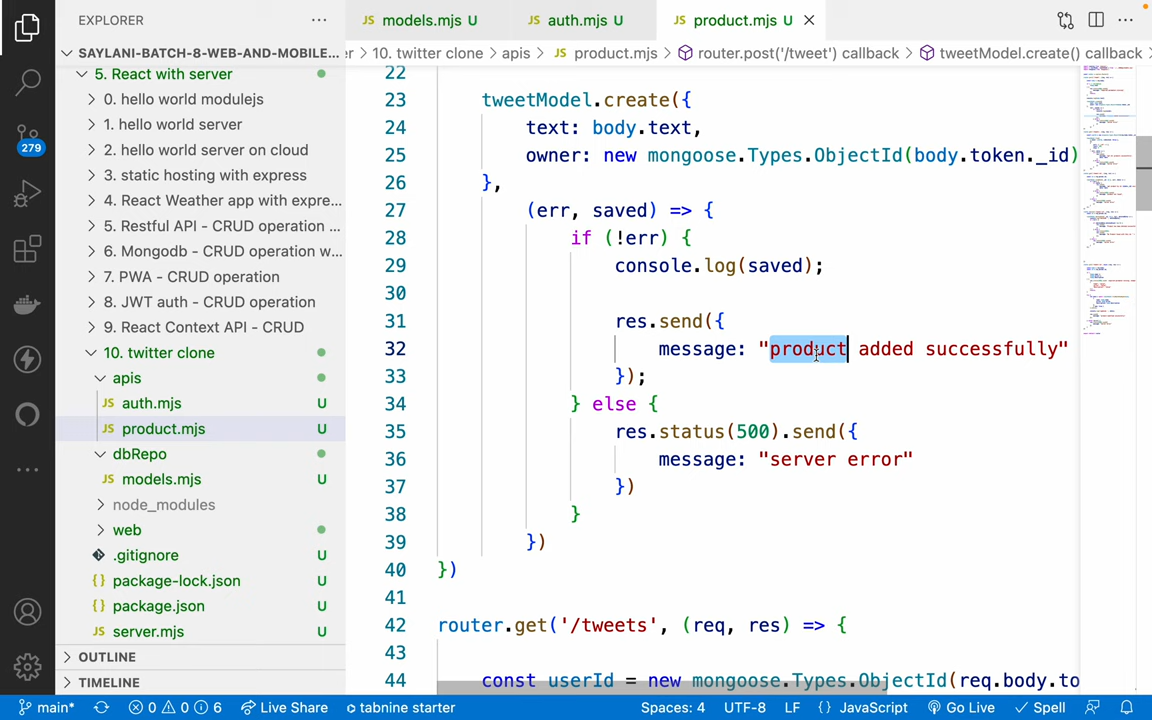 EXPLORER
models.mjs U
auth.mjs U
product.mjs U
SAYLANI-BATCH-8-WEB-AND-MOBILE...
er > 10. twitter clone > apis > JS product.mjs > router.post('/tweet') callback > tweetModel.create() callback
5. React with server
0. hello world modulejs
1. hello world server
2. hello world server on cloud
3. static hosting with express
4. React Weather app with expre...
5. Restful API - CRUD operation ...
6. Mongodb - CRUD operation w...
7. PWA - CRUD operation
8. JWT auth - CRUD operation
9. React Context API - CRUD
10. twitter clone
apis
JS auth.mjs U
JS product.mjs U
dbRepo
JS models.mjs U
node_modules
web
.gitignore U
{} package-lock.json U
{} package.json U
JS server.mjs U
OUTLINE
TIMELINE
279
22
23 tweetModel.create({
24 text: body.text,
25 owner: new mongoose.Types.ObjectId(body.token._id)
26 },
27 (err, saved) => {
28 if (!err) {
29 console.log(saved);
30
31 res.send({
32 message: "product added successfully"
33 });
34 } else {
35 res.status(500).send({
36 message: "server error"
37 })
38 }
39 })
40 })
41
42 router.get('/tweets', (req, res) => {
43
44 const userId = new mongoose.Types.ObjectId(req.body.to
main* 0 0 6 Live Share tabnine starter Spaces: 4 UTF-8 LF {} JavaScript Go Live Spell